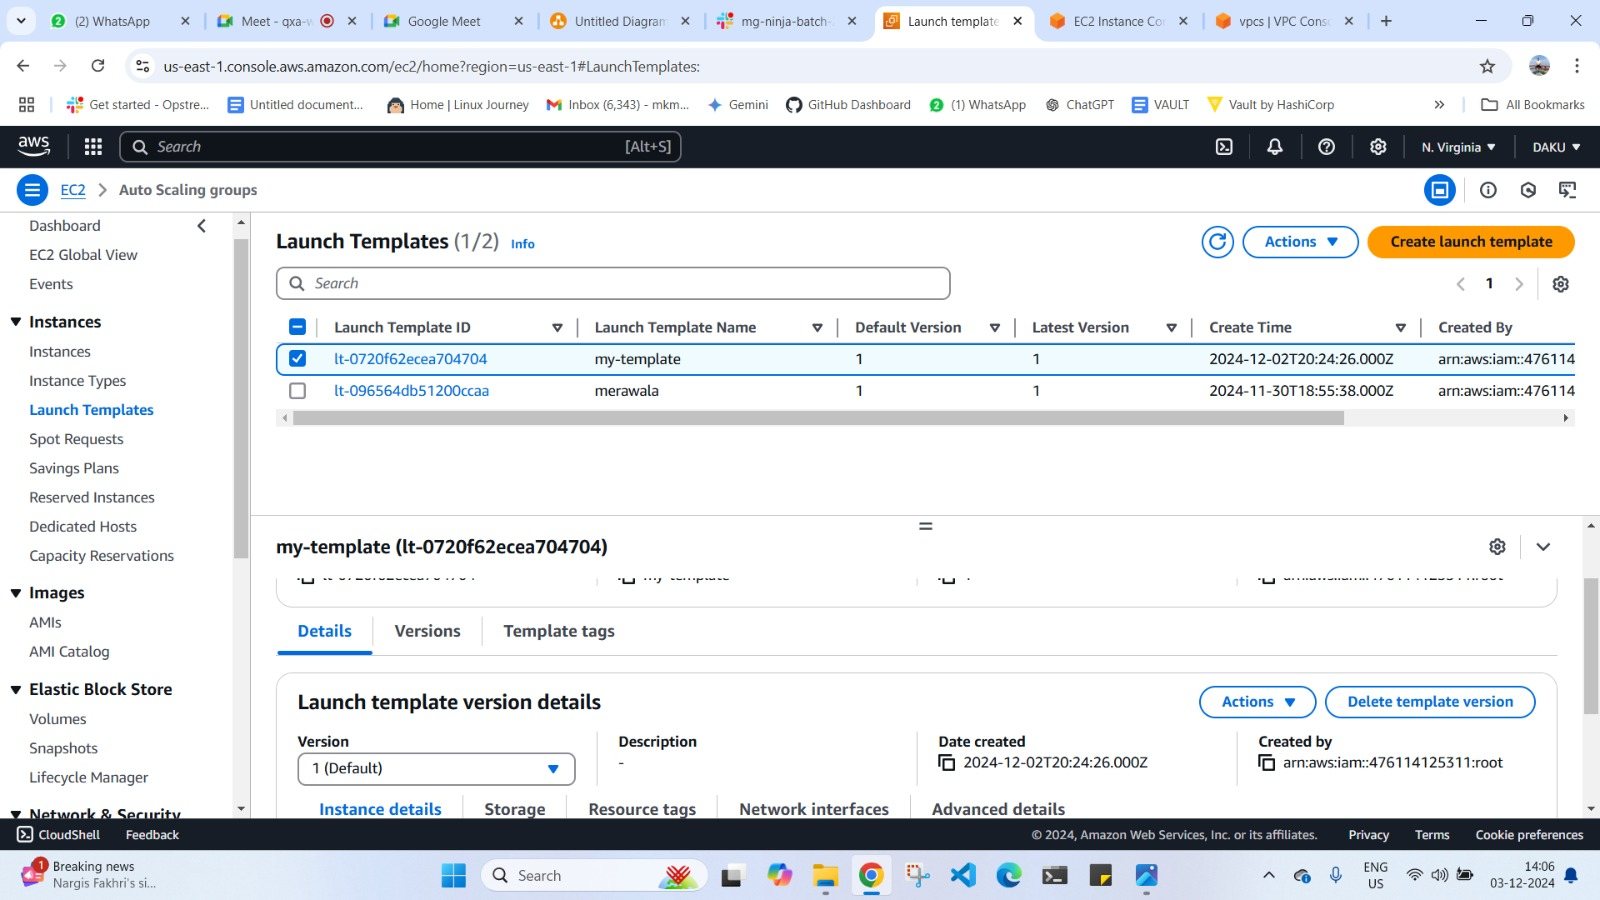 (2) WhatsApp
Meet - qxa-w
Google Meet
Untitled Diagram
mg-ninja-batch-
Launch template
EC2 Instance Co
vpcs | VPC Cons
us-east-1.console.aws.amazon.com/ec2/home?region=us-east-1#LaunchTemplates:
Get started - Opstre...
Untitled document...
Home | Linux Journey
Inbox (6,343) - mkm...
Gemini
GitHub Dashboard
(1) WhatsApp
ChatGPT
VAULT
Vault by HashiCorp
All Bookmarks
aws
Search
[Alt+S]
N. Virginia
DAKU
EC2
Auto Scaling groups
Dashboard
EC2 Global View
Events
Instances
Instances
Instance Types
Launch Templates
Spot Requests
Savings Plans
Reserved Instances
Dedicated Hosts
Capacity Reservations
Images
AMIs
AMI Catalog
Elastic Block Store
Volumes
Snapshots
Lifecycle Manager
Network & Security
Launch Templates (1/2) Info
Actions
Create launch template
Search
1
Launch Template ID
Launch Template Name
Default Version
Latest Version
Create Time
Created By
lt-0720f62ecea704704
my-template
1
1
2024-12-02T20:24:26.000Z
arn:aws:iam::476114
lt-096564db51200ccaa
merawala
1
1
2024-11-30T18:55:38.000Z
arn:aws:iam::476114
my-template (lt-0720f62ecea704704)
lt-0720f62ecea704704
my-template
1
arn:aws:iam::476114125311:root
Details
Versions
Template tags
Launch template version details
Actions
Delete template version
Version
1 (Default)
Description
-
Date created
2024-12-02T20:24:26.000Z
Created by
arn:aws:iam::476114125311:root
Instance details
Storage
Resource tags
Network interfaces
Advanced details
CloudShell
Feedback
© 2024, Amazon Web Services, Inc. or its affiliates.
Privacy
Terms
Cookie preferences
1
Breaking news
Nargis Fakhri's si...
Search
ENG
US
14:06
03-12-2024